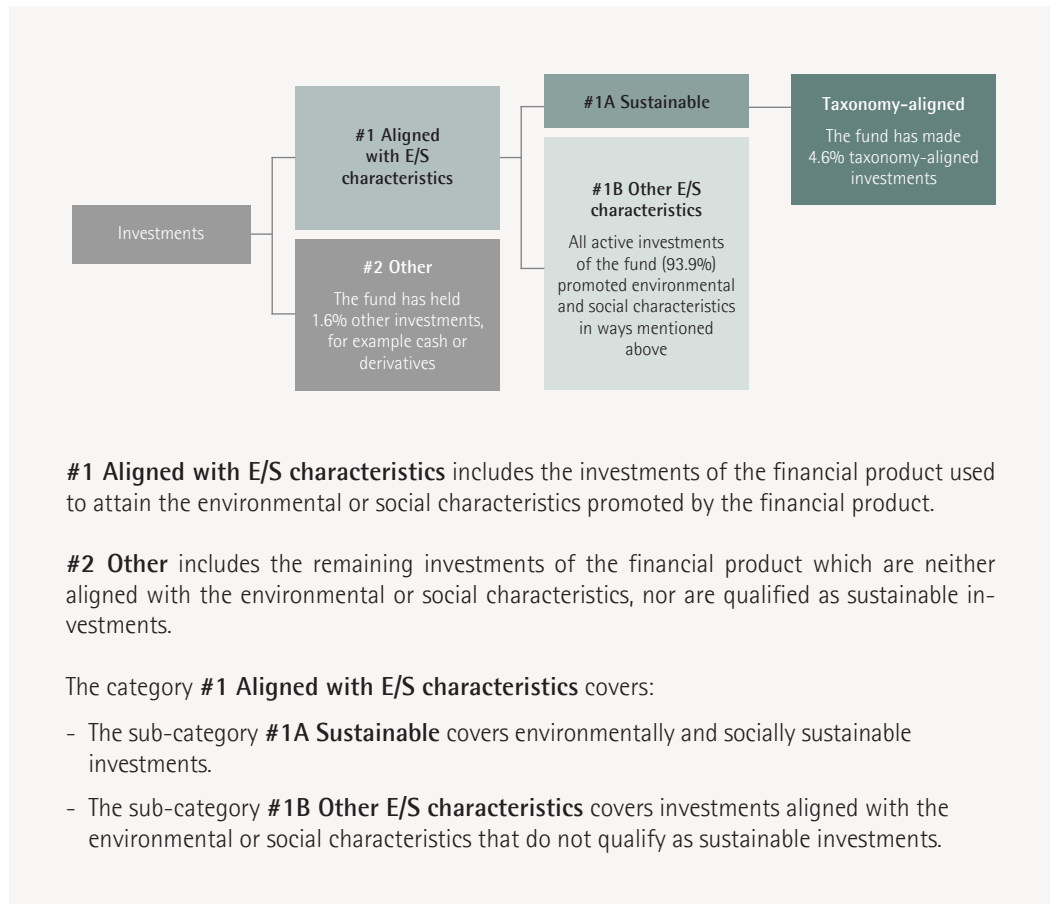 Investments
#1 Aligned
with E/S
characteristics
#2 Other
The fund has held
1.6% other investments,
for example cash or
derivatives
#1A Sustainable
#1B Other E/S
characteristics
All active investments
of the fund (93.9%)
promoted environmental
and social characteristics
in ways mentioned
above
Taxonomy-aligned
The fund has made
4.6% taxonomy-aligned
investments
#1 Aligned with E/S characteristics includes the investments of the financial product used
to attain the environmental or social characteristics promoted by the financial product.
#2 Other includes the remaining investments of the financial product which are neither
aligned with the environmental or social characteristics, nor are qualified as sustainable in-
vestments.
The category #1 Aligned with E/S characteristics covers:
- The sub-category #1A Sustainable covers environmentally and socially sustainable
investments.
- The sub-category #1B Other E/S characteristics covers investments aligned with the
environmental or social characteristics that do not qualify as sustainable investments.